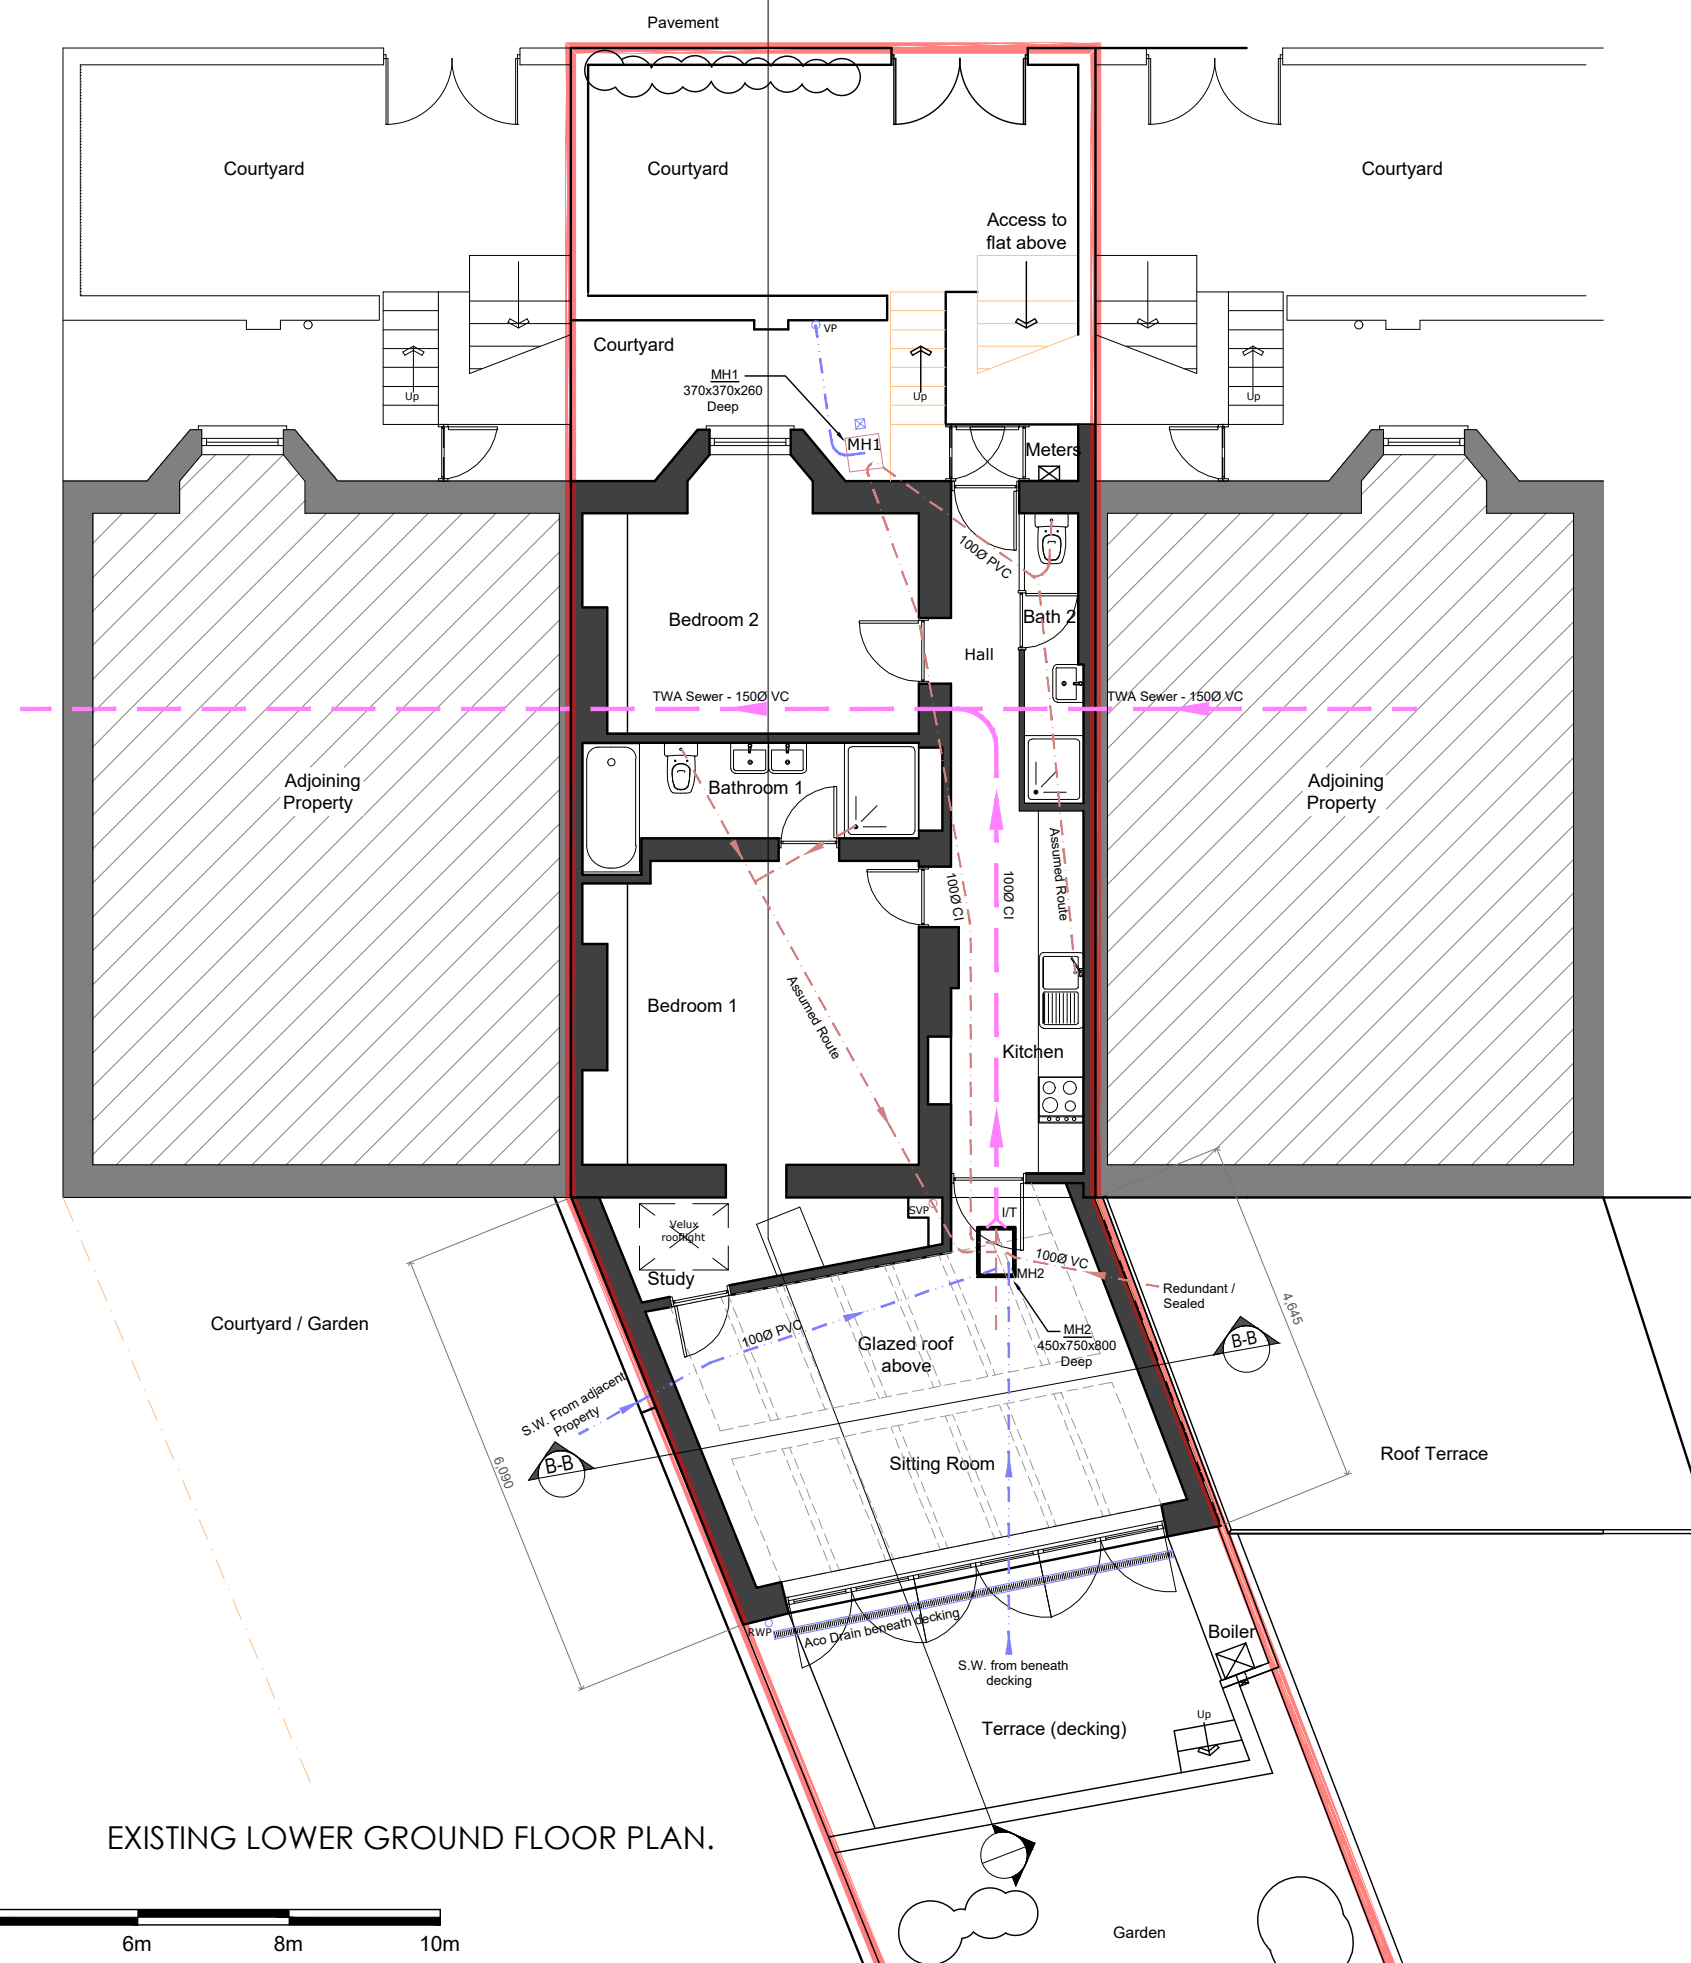 Pavement
Courtyard
Courtyard
Courtyard
Access to
flat above
VP
Courtyard
MH1
370x370x260
Deep
Up
Up
Up
MH1
Meters
100Ø PVC
Bedroom 2
Bath 2
Hall
TWA Sewer - 150Ø VC
TWA Sewer - 150Ø VC
Adjoining
Property
Bathroom 1
Adjoining
Property
Assumed Route
100Ø CI
100Ø CI
Bedroom 1
Assumed Route
Kitchen
SVP
I/T
Velux
rooflight
Study
100Ø VC
MH2
Redundant /
Sealed
4,645
Courtyard / Garden
100Ø PVC
Glazed roof
above
MH2
450x750x800
Deep
B-B
S.W. From adjacent
Property
B-B
6,090
Sitting Room
Roof Terrace
RWP
Aco Drain beneath decking
Boiler
S.W. from beneath
decking
Up
Terrace (decking)
EXISTING LOWER GROUND FLOOR PLAN.
Garden
6m
8m
10m